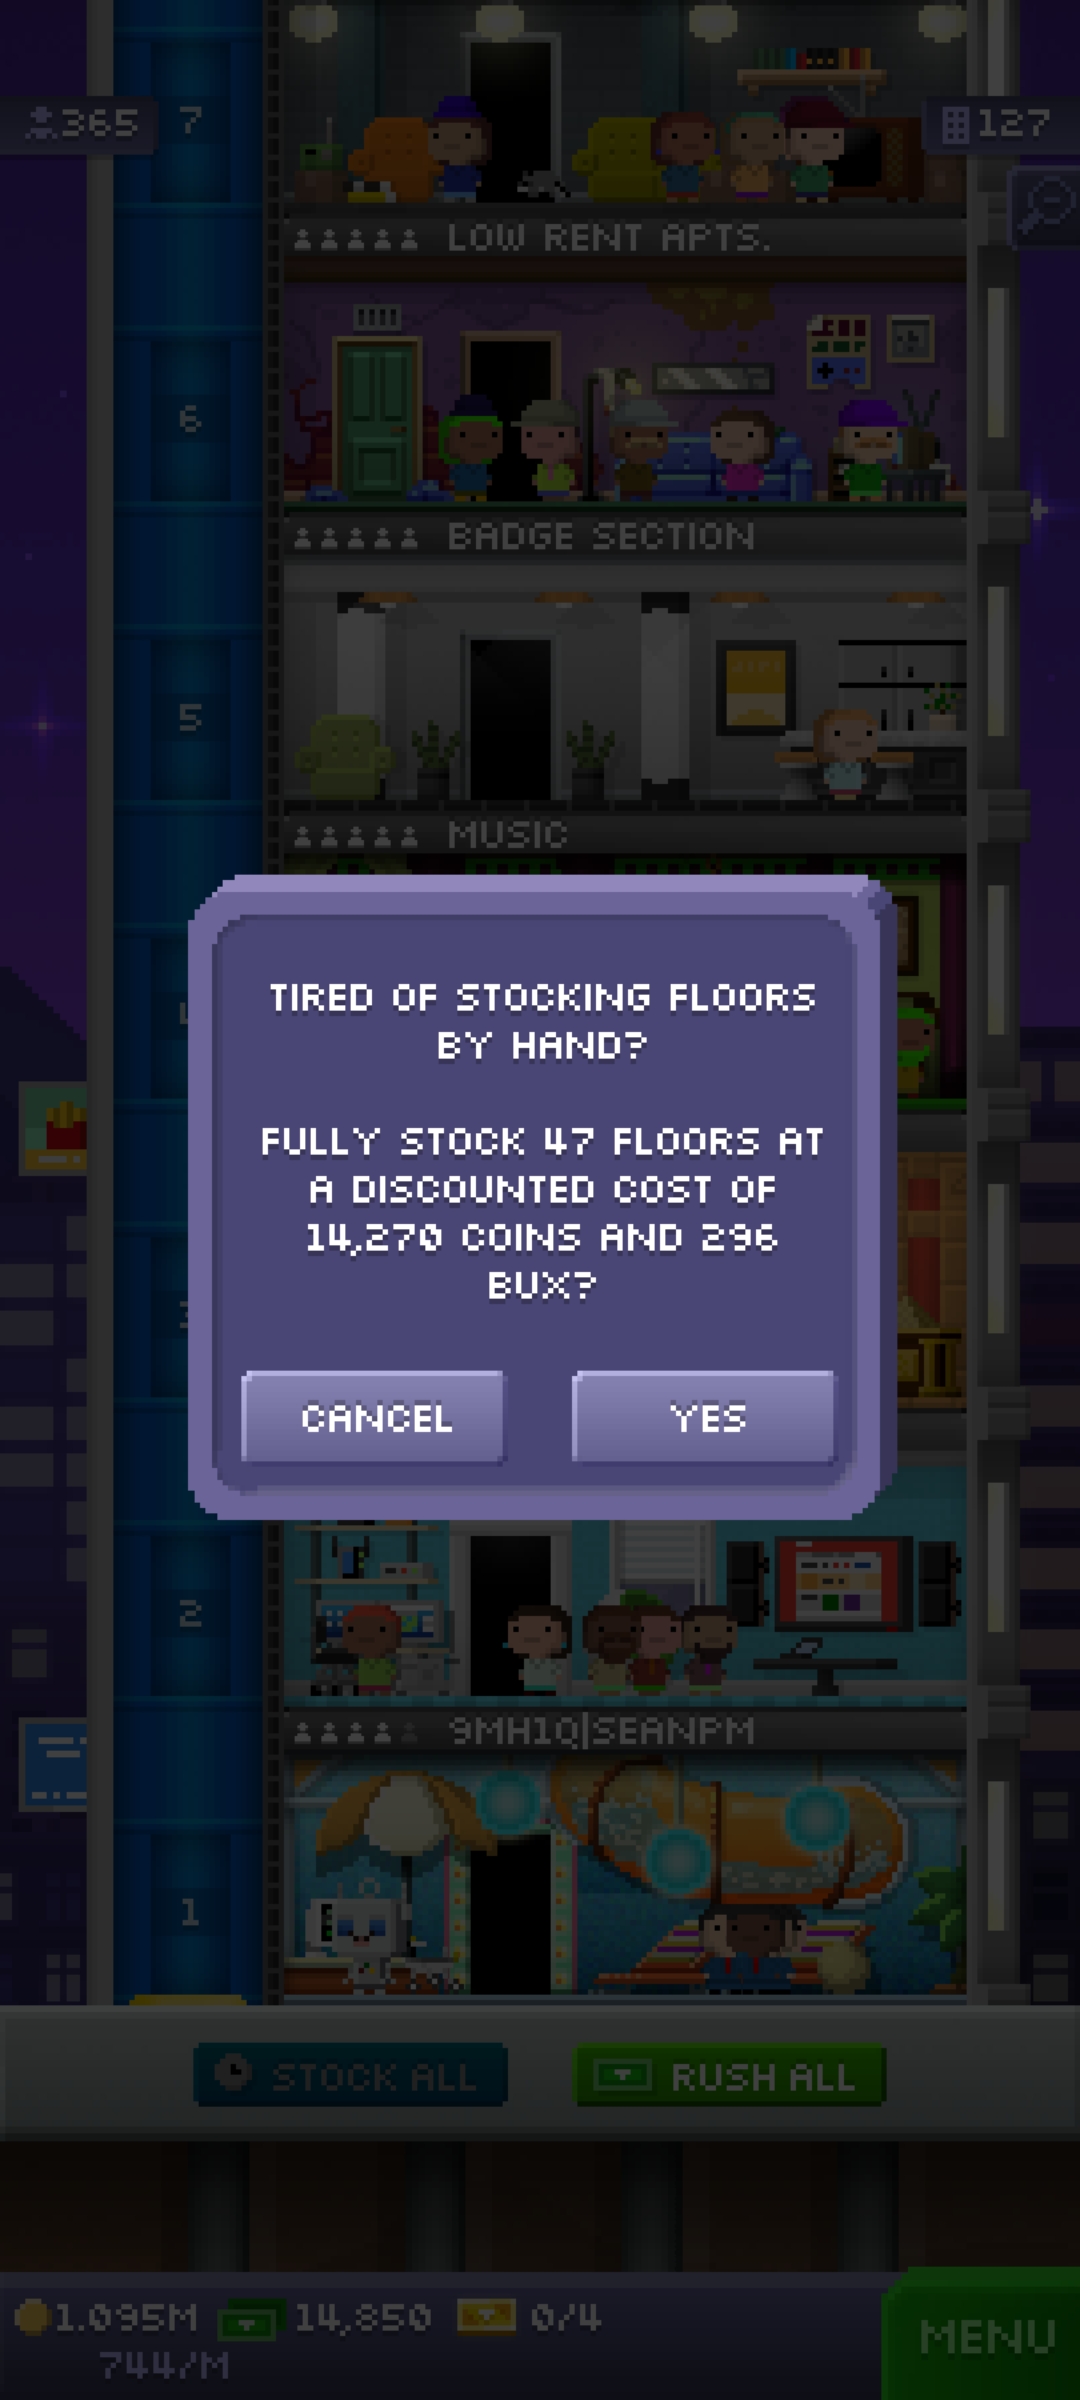 365
7
127
LOW RENT APTS.
6
BADGE SECTION
5
MUSIC
TIRED OF STOCKING FLOORS
BY HAND?
FULLY STOCK 47 FLOORS AT
A DISCOUNTED COST OF
14,270 COINS AND 296
BUX?
CANCEL
YES
2
9MH1Q|SEANPM
1
STOCK ALL
RUSH ALL
1.095M
14,850
0/4
744/M
MENU